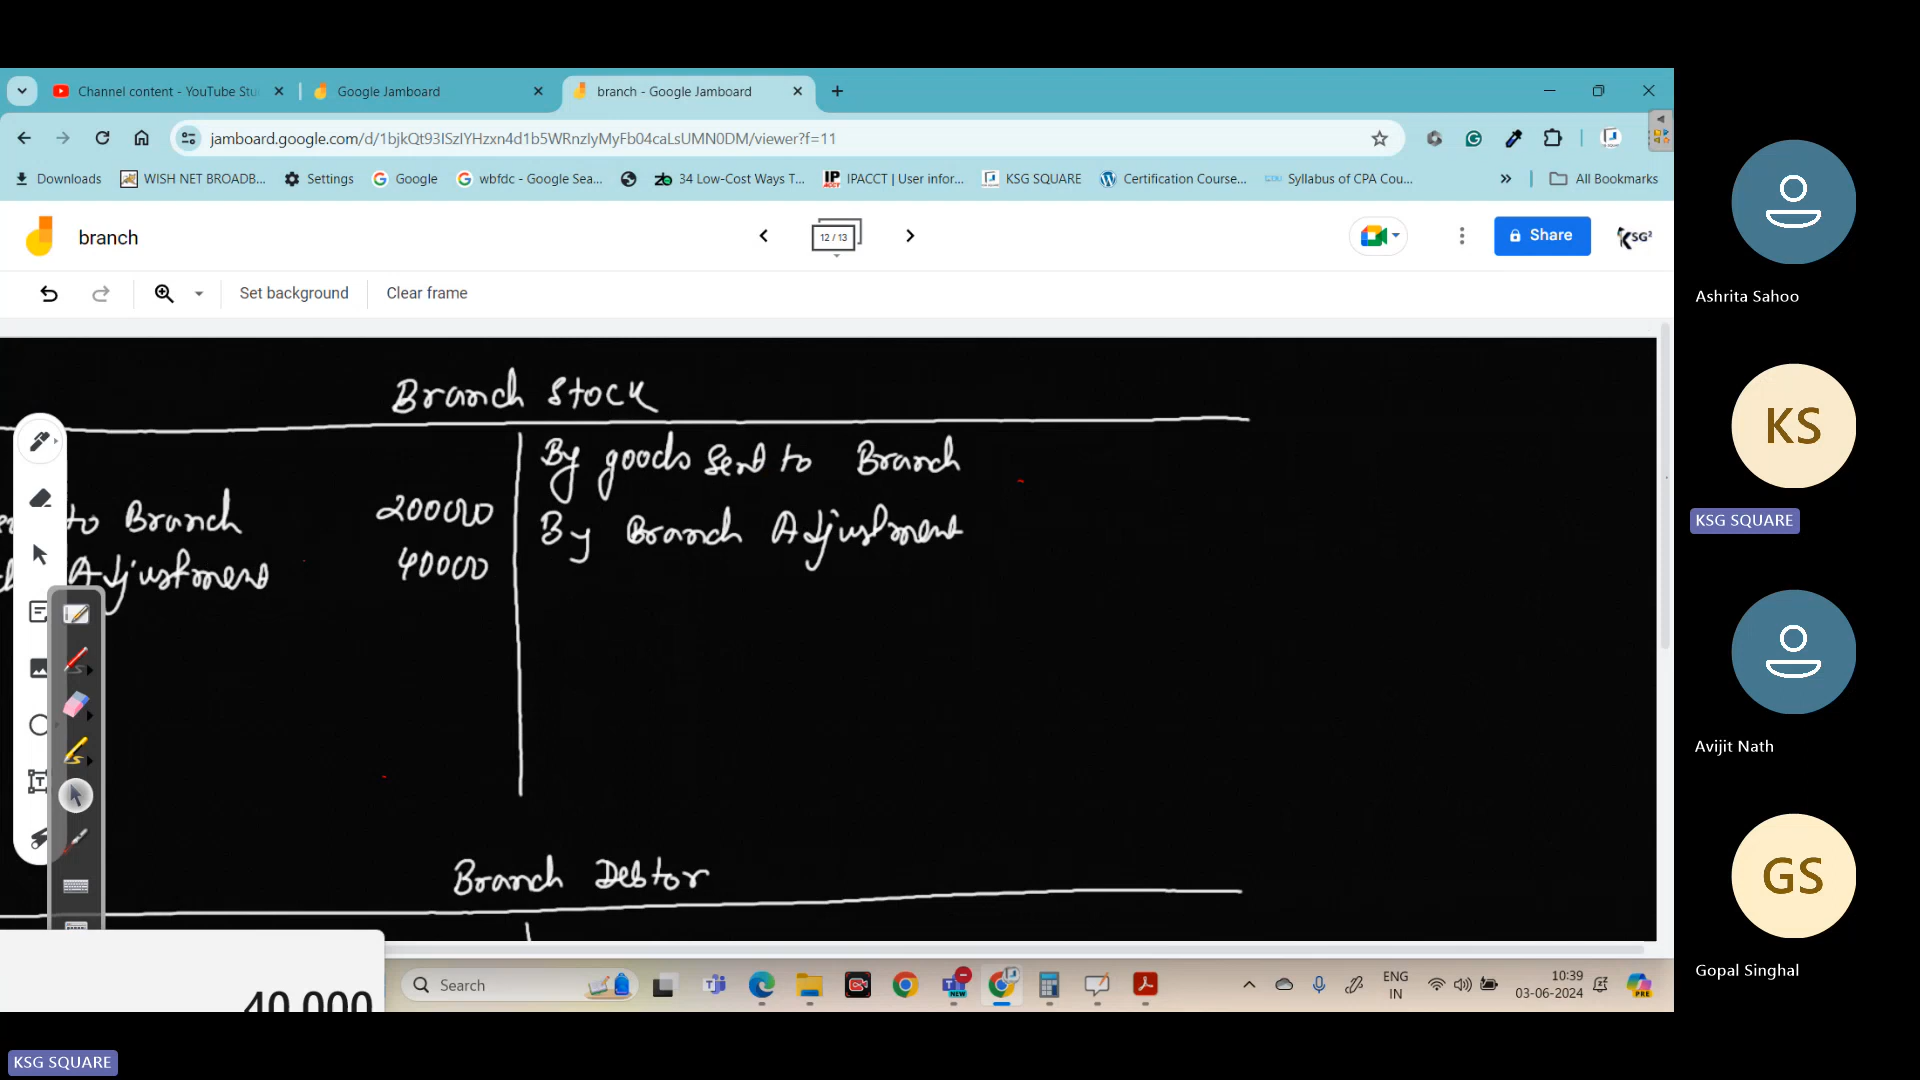 Channel content - YouTube Stu
Google Jamboard
branch - Google Jamboard
jamboard.google.com/d/1bjkQt93ISzIYHzxn4d1b5WRnzlyMyFb04caLsUMN0DM/viewer?f=11
Downloads
WISH NET BROADB...
Settings
Google
wbfdc - Google Sea...
34 Low-Cost Ways T...
IPACCT | User infor...
KSG SQUARE
Certification Course...
Syllabus of CPA Cou...
All Bookmarks
branch
12 / 13
Share
KSG²
Set background
Clear frame
Branch Stock
By goods Sent to Branch
to Branch 200000
By Branch Adjustment
Adjustment 40000
Branch Debtor
40,000
Search
ENG
IN
10:39
03-06-2024
Ashrita Sahoo
KS
KSG SQUARE
Avijit Nath
GS
Gopal Singhal
KSG SQUARE